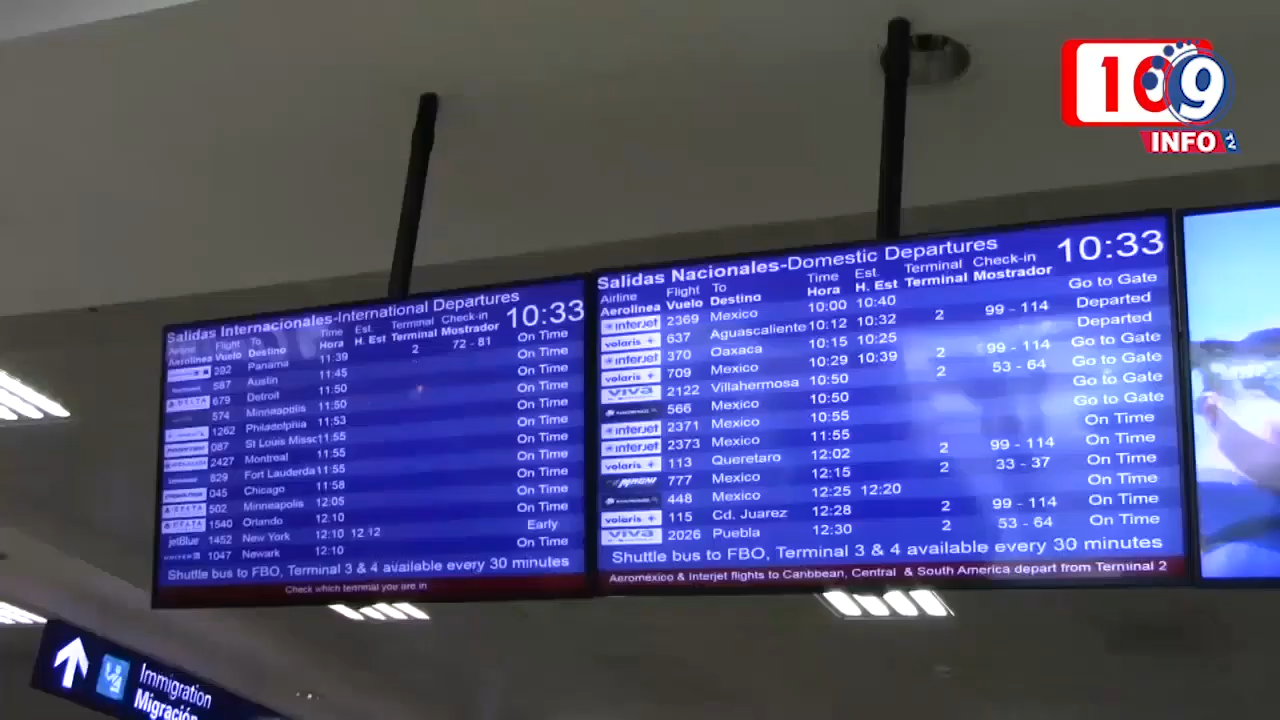 109
INFO 7/2
Salidas Internacionales-International Departures 10:33
Airline Flight To Time Est. Terminal Check-in
Aerolinea Vuelo Destino Hora H. Est Terminal Mostrador
292 Panama 11:39 2 72 - 81 On Time
587 Austin 11:45 On Time
DELTA 679 Detroit 11:50 On Time
574 Minneapolis 11:50 On Time
1262 Philadelphia 11:53 On Time
087 St Louis Missc 11:55 On Time
2427 Montreal 11:55 On Time
829 Fort Lauderda 11:55 On Time
045 Chicago 11:58 On Time
DELTA 502 Minneapolis 12:05 On Time
DELTA 1540 Orlando 12:10 On Time
jetBlue 1452 New York 12:10 12:12 Early
UNITED 1047 Newark 12:10 On Time
Shuttle bus to FBO, Terminal 3 & 4 available every 30 minutes
Check which terminal you are in
Salidas Nacionales-Domestic Departures 10:33
Airline Flight To Time Est. Terminal Check-in
Aerolinea Vuelo Destino Hora H. Est Terminal Mostrador
interjet 2369 Mexico 10:00 10:40 2 99 - 114 Go to Gate
volaris 637 Aguascaliente 10:12 10:32 Departed
interjet 370 Oaxaca 10:15 10:25 2 99 - 114 Departed
volaris 709 Mexico 10:29 10:39 2 53 - 64 Go to Gate
viva 2122 Villahermosa 10:50 Go to Gate
566 Mexico 10:50 Go to Gate
interjet 2371 Mexico 10:55 Go to Gate
interjet 2373 Mexico 11:55 2 99 - 114 On Time
volaris 113 Queretaro 12:02 2 33 - 37 On Time
MAGNI 777 Mexico 12:15 On Time
448 Mexico 12:25 12:20 2 99 - 114 On Time
volaris 115 Cd. Juarez 12:28 2 53 - 64 On Time
viva 2026 Puebla 12:30 On Time
Shuttle bus to FBO, Terminal 3 & 4 available every 30 minutes
Aeromexico & Interjet flights to Caribbean, Central & South America depart from Terminal 2
Immigration
Migración